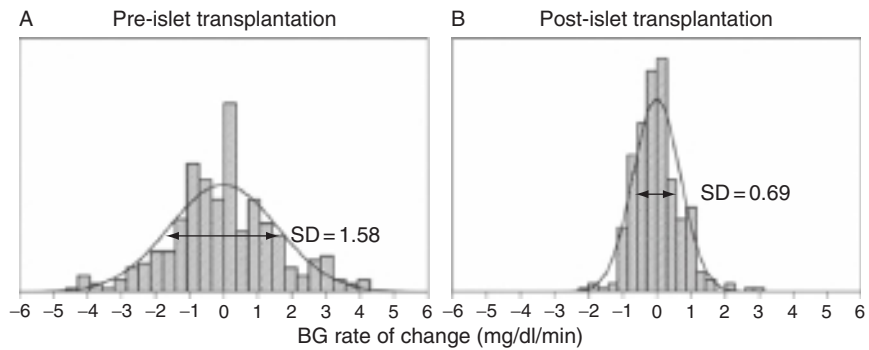 A Pre-islet transplantation
B Post-islet transplantation
SD = 1.58
SD = 0.69
–6 –5 –4 –3 –2 –1 0 1 2 3 4 5 6
–6 –5 –4 –3 –2 –1 0 1 2 3 4 5 6
BG rate of change (mg/dl/min)